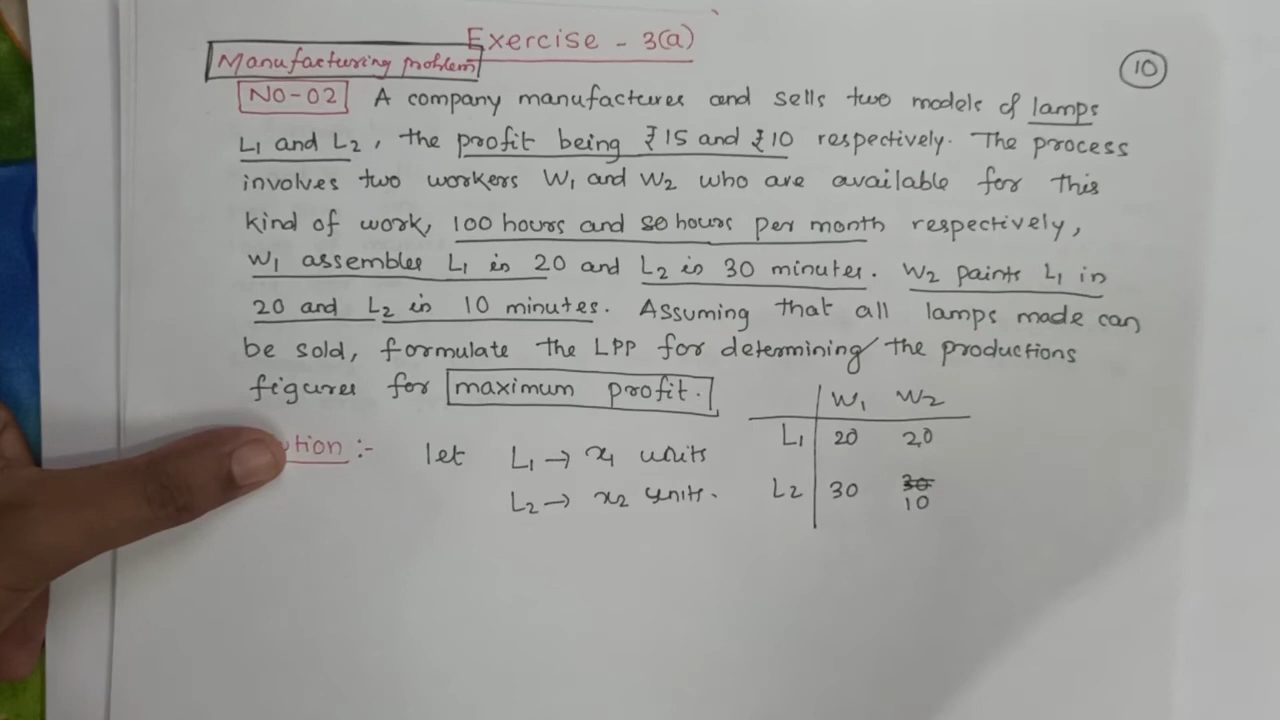 Exercise - 3(a)
Manufacturing problem
10
NO-02 A company manufactures and sells two models of lamps
L1 and L2, the profit being ₹15 and ₹10 respectively. The process
involves two workers W1 and W2 who are available for this
kind of work, 100 hours and 80 hours per month respectively,
W1 assembles L1 in 20 and L2 in 30 minutes. W2 paints L1 in
20 and L2 in 10 minutes. Assuming that all lamps made can
be sold, formulate the LPP for determining the productions
figures for maximum profit.
W1 W2
ution :- let L1 → x1 units
L1 20 20
L2 → x2 units.
L2 30 30
10